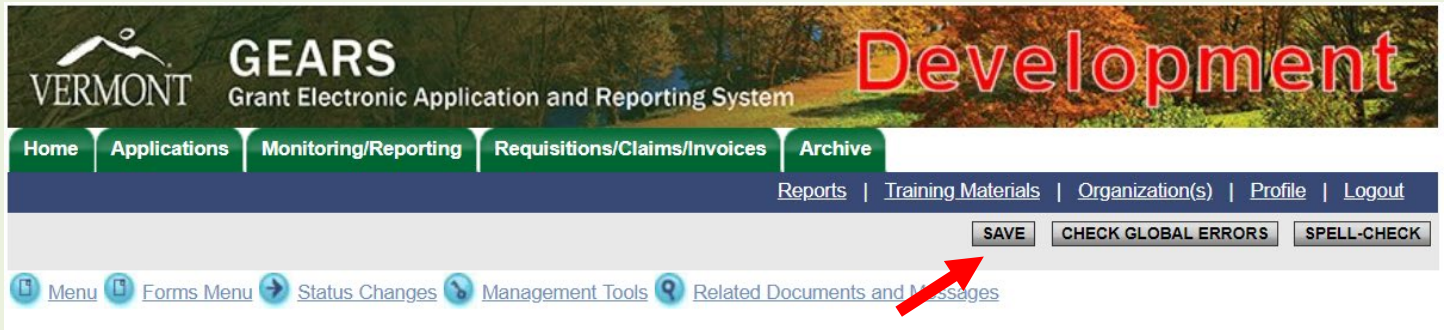 VERMONT
GEARS
Grant Electronic Application and Reporting System
Development
Home Applications Monitoring/Reporting Requisitions/Claims/Invoices Archive
Reports | Training Materials | Organization(s) | Profile | Logout
SAVE CHECK GLOBAL ERRORS SPELL-CHECK
Menu Forms Menu Status Changes Management Tools Related Documents and Messages